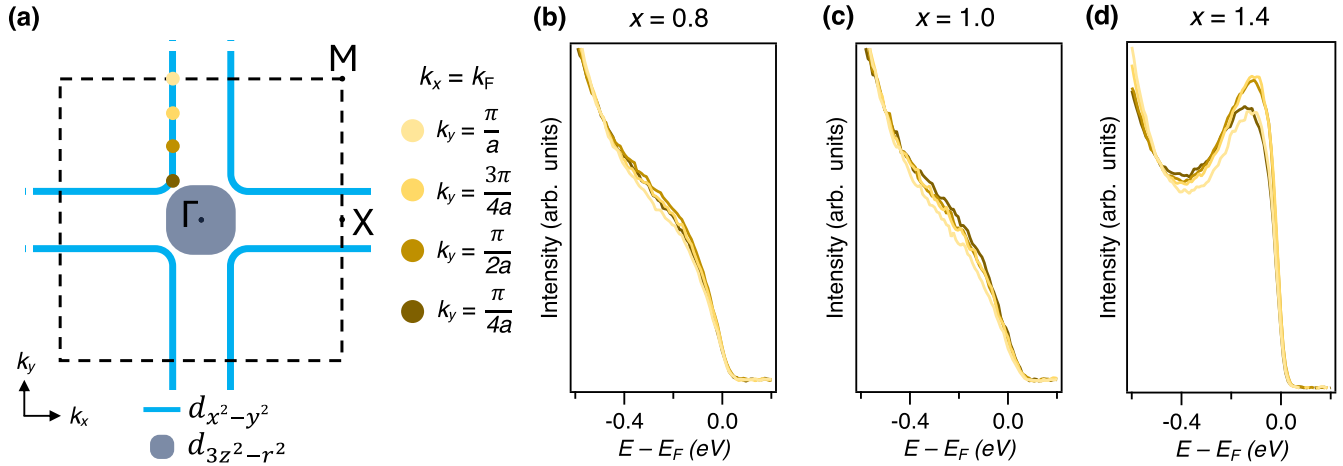 (a)
M
Γ
X
k_y
k_x
d_{x²−y²}
d_{3z²−r²}
k_x = k_F
k_y = π/a
k_y = 3π/4a
k_y = π/2a
k_y = π/4a
(b)
x = 0.8
Intensity (arb. units)
-0.4
0.0
E − E_F (eV)
(c)
x = 1.0
Intensity (arb. units)
-0.4
0.0
E − E_F (eV)
(d)
x = 1.4
Intensity (arb. units)
-0.4
0.0
E − E_F (eV)